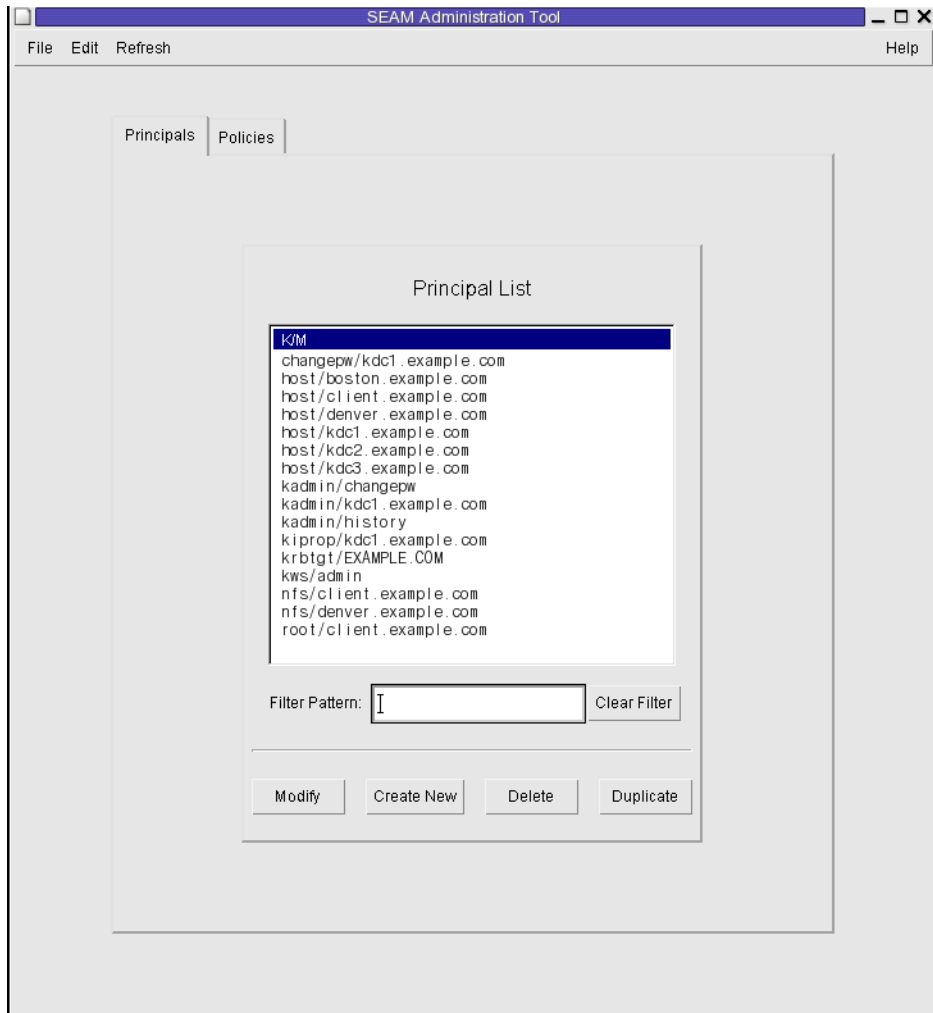 SEAM Administration Tool
File Edit Refresh Help
Principals Policies
Principal List
K/M
changepw/kdc1.example.com
host/boston.example.com
host/client.example.com
host/denver.example.com
host/kdc1.example.com
host/kdc2.example.com
host/kdc3.example.com
kadmin/changepw
kadmin/kdc1.example.com
kadmin/history
kiprop/kdc1.example.com
krbtgt/EXAMPLE.COM
kws/admin
nfs/client.example.com
nfs/denver.example.com
root/client.example.com
Filter Pattern: Clear Filter
Modify Create New Delete Duplicate